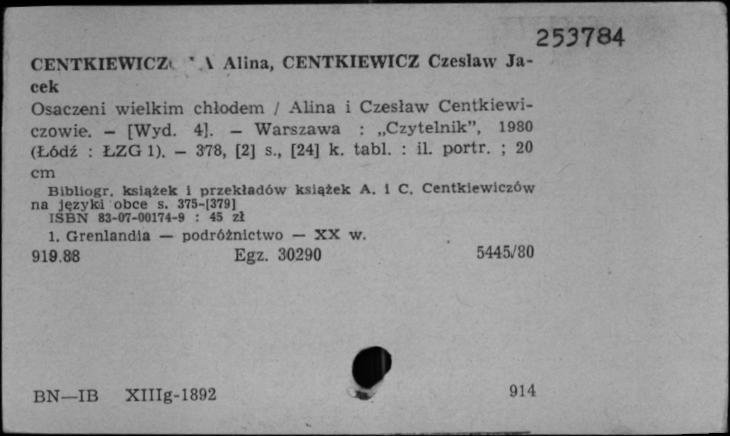 253784
CENTKIEWICZ A Alina, CENTKIEWICZ Czesław Ja-
cek
Osaczeni wielkim chłodem / Alina i Czesław Centkiewi-
czowie. — [Wyd. 4]. — Warszawa : „Czytelnik”, 1980
(Łódź : ŁZG 1). — 378, [2] s., [24] k. tabl. : il. portr. ; 20
cm
Bibliogr. książek i przekładów książek A. i C. Centkiewiczów
na języki obce s. 375-[379]
ISBN 83-07-00174-9 : 45 zł
1. Grenlandia — podróżnictwo — XX w.
919.88 Egz. 30290 5445/80
BN—IB XIIIg-1892 914